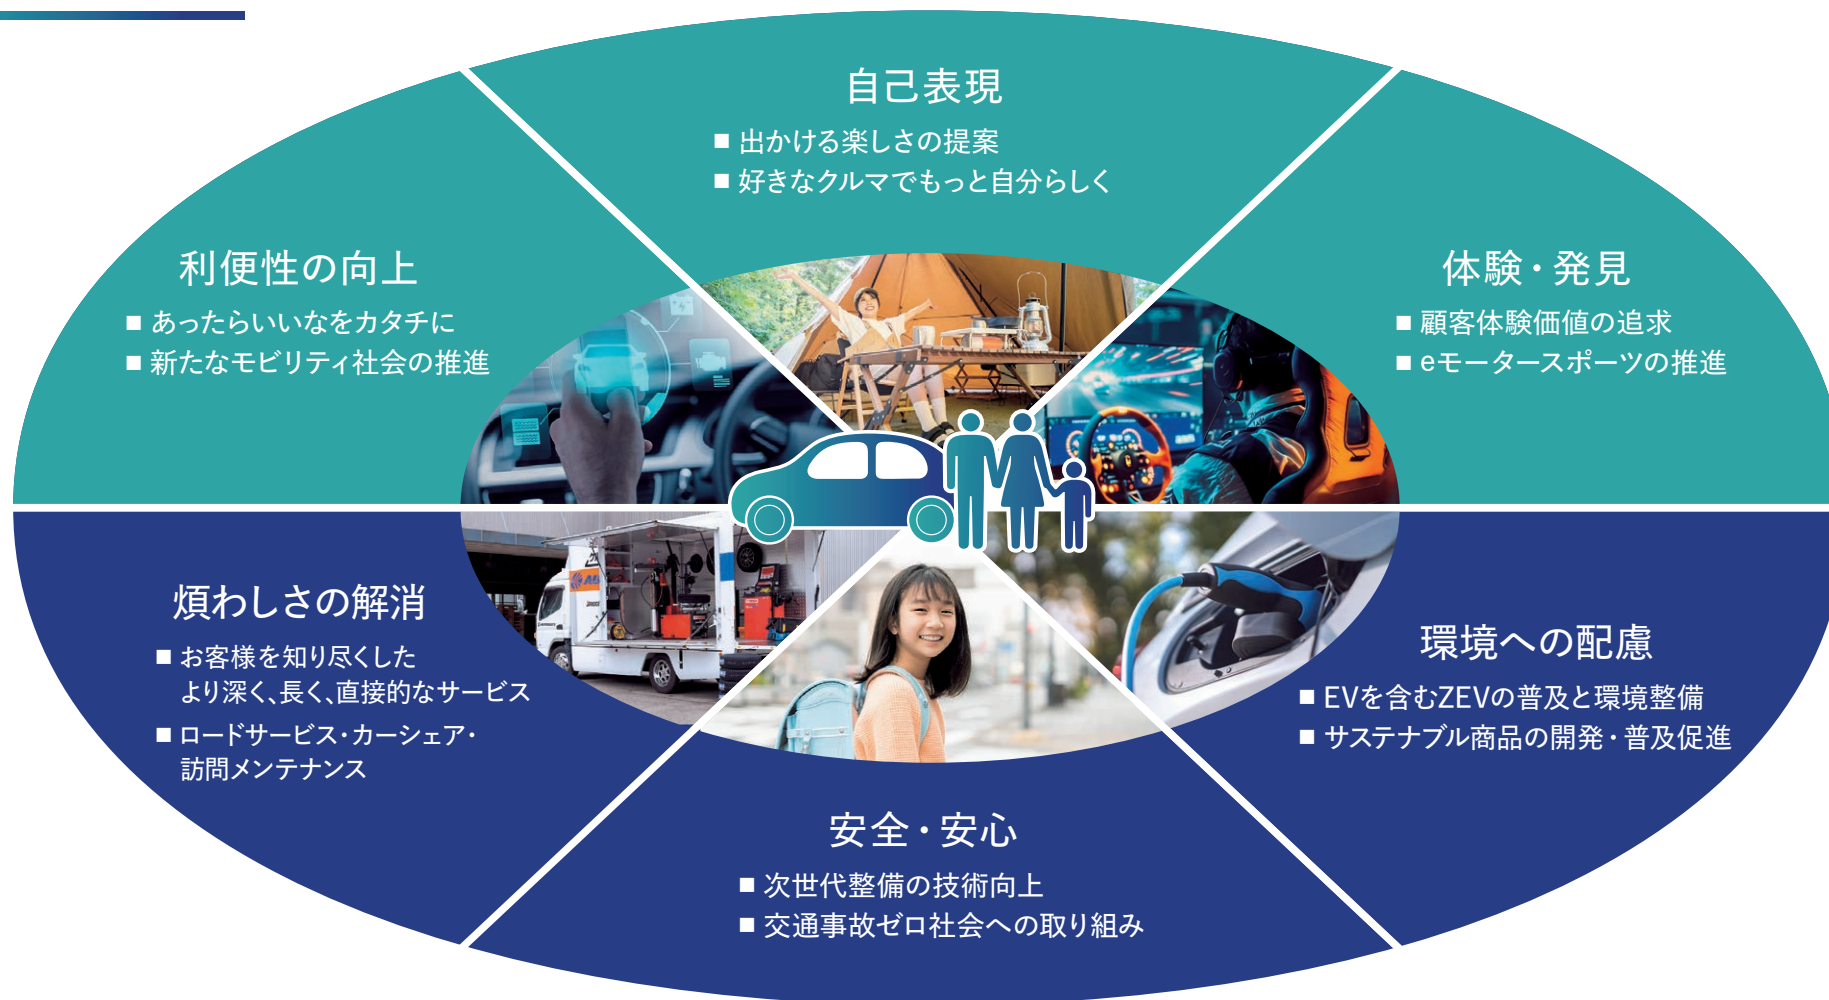 自己表現
■ 出かける楽しさの提案
■ 好きなクルマでもっと自分らしく
利便性の向上
■ あったらいいなをカタチに
■ 新たなモビリティ社会の推進
体験・発見
■ 顧客体験価値の追求
■ eモータースポーツの推進
煩わしさの解消
■ お客様を知り尽くした
より深く、長く、直接的なサービス
■ ロードサービス・カーシェア・
訪問メンテナンス
環境への配慮
■ EVを含むZEVの普及と環境整備
■ サステナブル商品の開発・普及促進
安全・安心
■ 次世代整備の技術向上
■ 交通事故ゼロ社会への取り組み